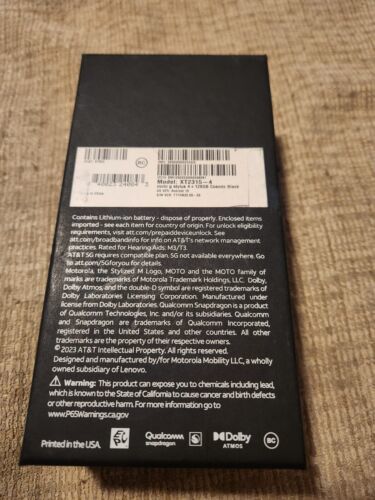 BC
40023 24004 3
Model: XT2315-4
moto g stylus 4 + 128GB Cosmic Black
Contains Lithium-ion battery - dispose of properly. Enclosed items
imported - see each item for country of origin. For unlock eligibility
requirements, visit att.com/prepaiddeviceunlock. See
att.com/broadbandinfo for info on AT&T's network management
practices. Rated for Hearing Aids: M3/T3.
AT&T 5G requires compatible plan. 5G not available everywhere. Go
to att.com/5Gforyou for details.
Motorola, the Stylized M Logo, MOTO and the MOTO family of
marks are trademarks of Motorola Trademark Holdings, LLC. Dolby,
Dolby Atmos, and the double-D symbol are registered trademarks of
Dolby Laboratories Licensing Corporation. Manufactured under
license from Dolby Laboratories. Qualcomm Snapdragon is a product
of Qualcomm Technologies, Inc. and/or its subsidiaries. Qualcomm
and Snapdragon are trademarks of Qualcomm Incorporated,
registered in the United States and other countries. All other
trademarks are the property of their respective owners.
© 2023 AT&T Intellectual Property. All rights reserved.
Designed and manufactured by/for Motorola Mobility LLC, a wholly
owned subsidiary of Lenovo.
⚠ Warning: This product can expose you to chemicals including lead,
which is known to the State of California to cause cancer and birth defects
or other reproductive harm. For more information go to
www.P65Warnings.ca.gov
Printed in the USA.
Qualcomm
snapdragon
Dolby
ATMOS
BC